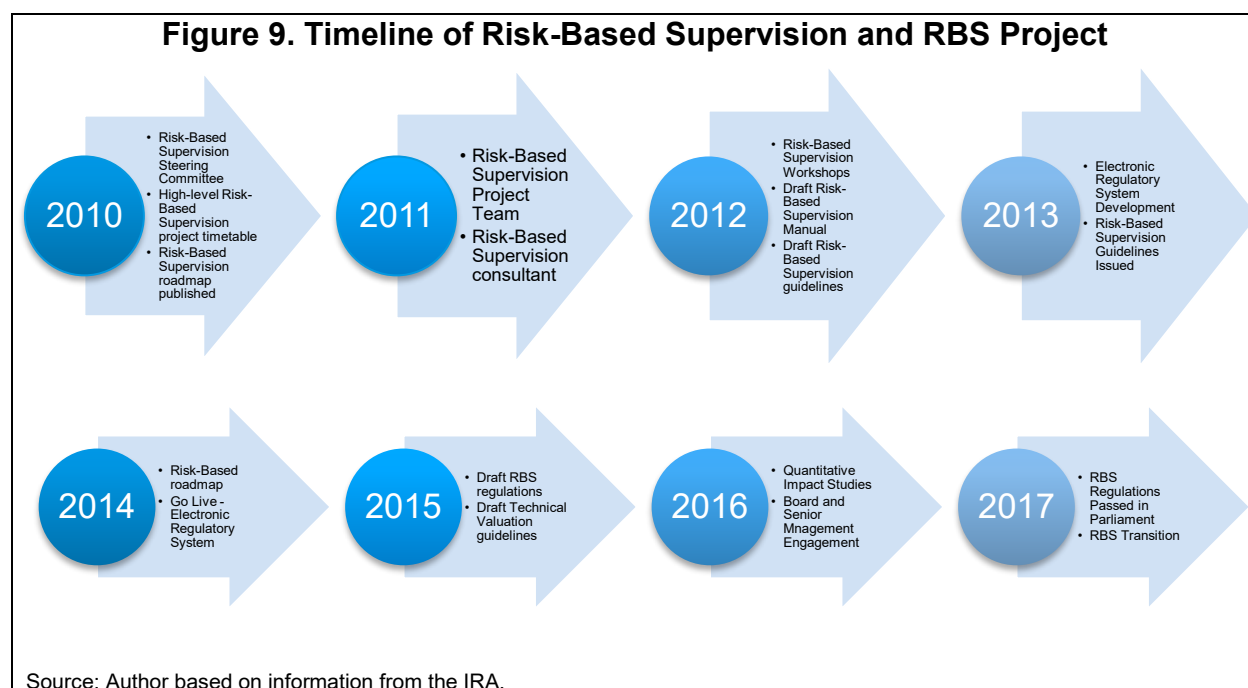 Figure 9. Timeline of Risk-Based Supervision and RBS Project
2010
• Risk-Based
Supervision
Steering
Committee
• High-level Risk-
Based
Supervision
project timetable
• Risk-Based
Supervision
roadmap
published
2011
• Risk-Based
Supervision
Project
Team
• Risk-Based
Supervision
consultant
2012
• Risk-Based
Supervision
Workshops
• Draft Risk-
Based
Supervision
Manual
• Draft Risk-
Based
Supervision
guidelines
2013
• Electronic
Regulatory
System
Development
• Risk-Based
Supervision
Guidelines
Issued
2014
• Risk-Based
roadmap
• Go Live -
Electronic
Regulatory
System
2015
• Draft RBS
regulations
• Draft Technical
Valuation
guidelines
2016
• Quantitative
Impact Studies
• Board and
Senior
Mnagement
Engagement
2017
• RBS
Regulations
Passed in
Parliament
• RBS Transition
Source: Author based on information from the IRA.